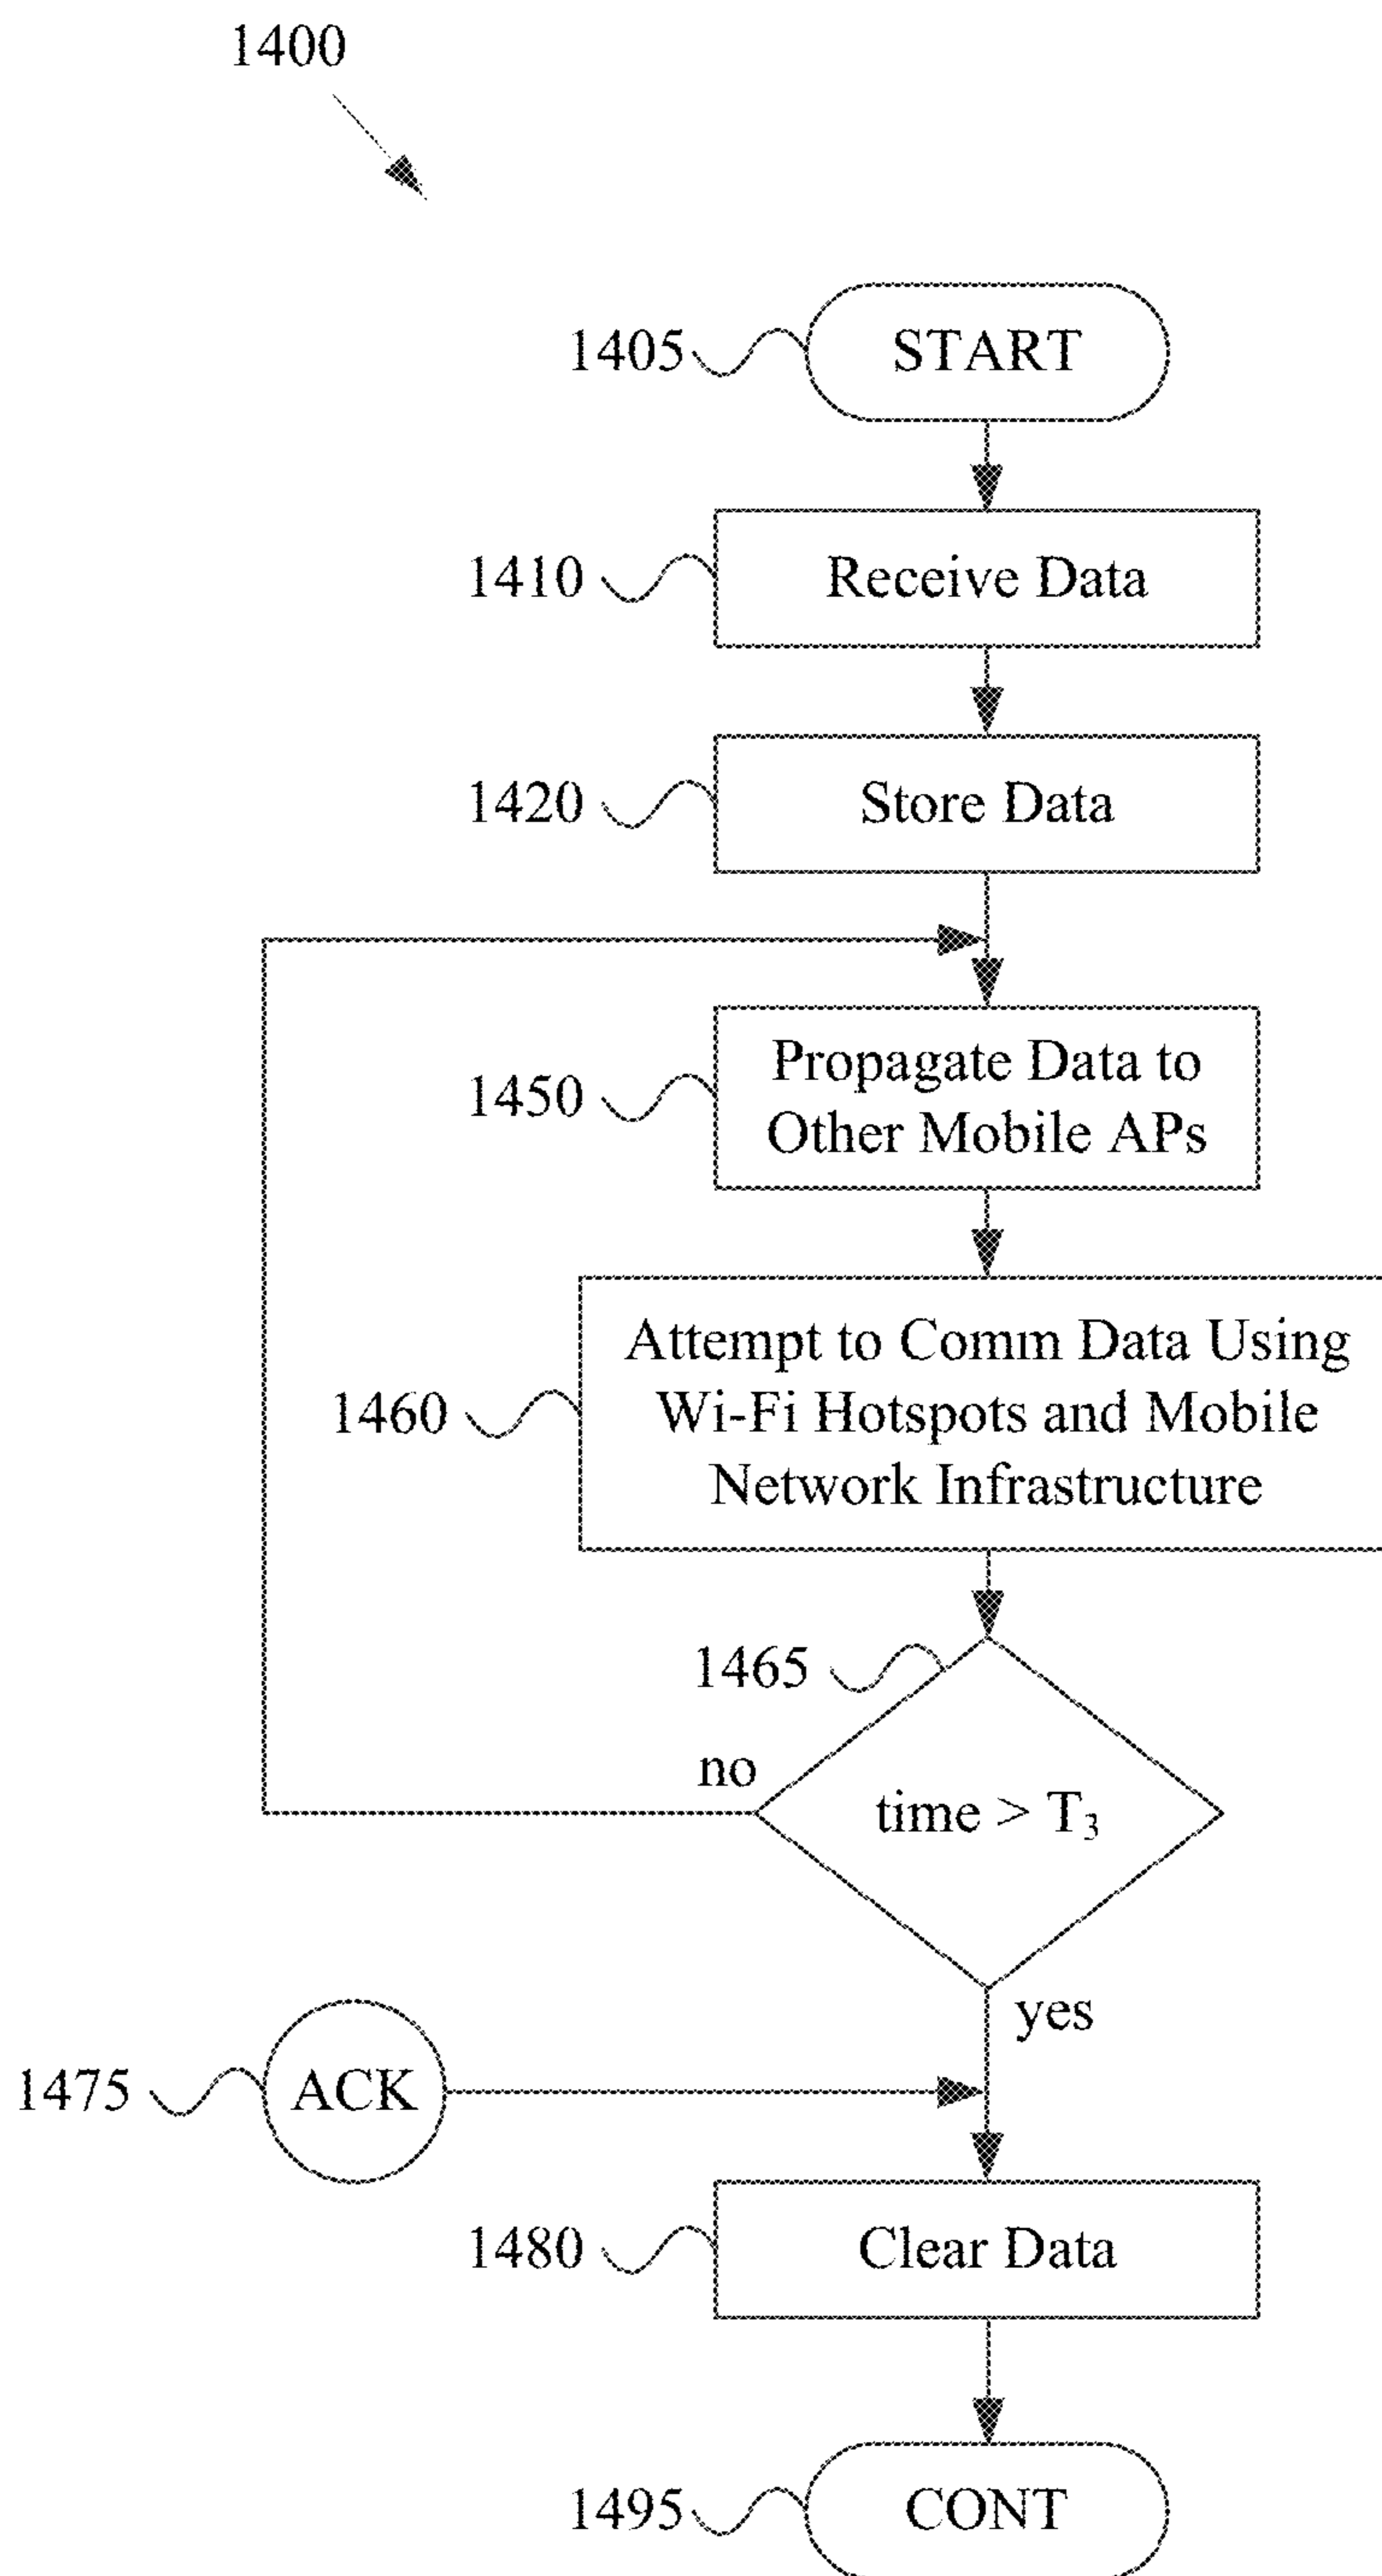 1400
1405 START
1410 Receive Data
1420 Store Data
1450 Propagate Data to
Other Mobile APs
Attempt to Comm Data Using
1460 Wi-Fi Hotspots and Mobile
Network Infrastructure
1465
no
time > T₃
yes
1475 ACK
1480 Clear Data
1495 CONT